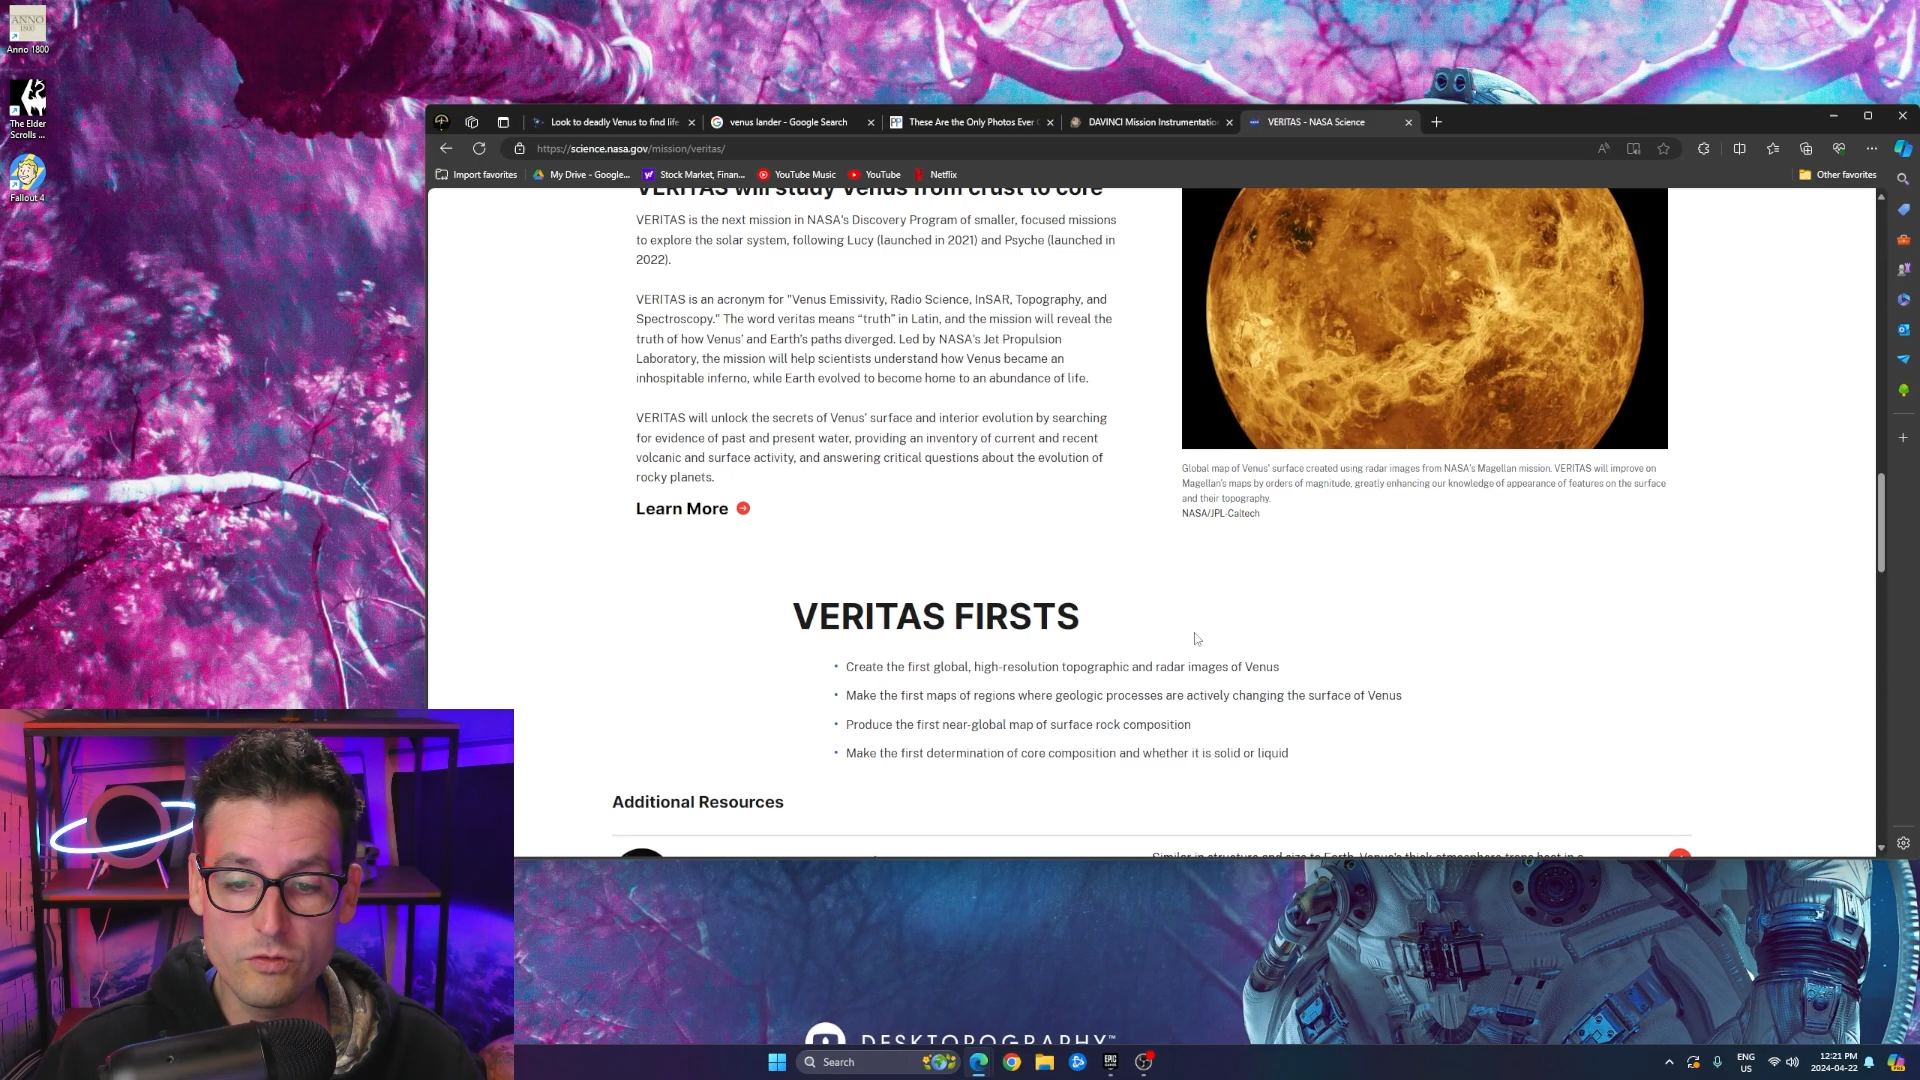 ANNO
1800
Anno 1800
The Elder
Scrolls ...
Fallout 4
Look to deadly Venus to find life
venus lander - Google Search
These Are the Only Photos Ever
DAVINCI Mission Instrumentatio
VERITAS - NASA Science
https://science.nasa.gov/mission/veritas/
Import favorites
My Drive - Google...
Stock Market, Finan...
YouTube Music
YouTube
Netflix
Other favorites
VERITAS will study Venus from crust to core
VERITAS is the next mission in NASA's Discovery Program of smaller, focused missions
to explore the solar system, following Lucy (launched in 2021) and Psyche (launched in
2022).
VERITAS is an acronym for "Venus Emissivity, Radio Science, InSAR, Topography, and
Spectroscopy." The word veritas means “truth” in Latin, and the mission will reveal the
truth of how Venus' and Earth's paths diverged. Led by NASA's Jet Propulsion
Laboratory, the mission will help scientists understand how Venus became an
inhospitable inferno, while Earth evolved to become home to an abundance of life.
VERITAS will unlock the secrets of Venus' surface and interior evolution by searching
for evidence of past and present water, providing an inventory of current and recent
volcanic and surface activity, and answering critical questions about the evolution of
rocky planets.
Learn More
Global map of Venus' surface created using radar images from NASA's Magellan mission. VERITAS will improve on
Magellan's maps by orders of magnitude, greatly enhancing our knowledge of appearance of features on the surface
and their topography.
NASA/JPL-Caltech
VERITAS FIRSTS
• Create the first global, high-resolution topographic and radar images of Venus
• Make the first maps of regions where geologic processes are actively changing the surface of Venus
• Produce the first near-global map of surface rock composition
• Make the first determination of core composition and whether it is solid or liquid
Additional Resources
Similar in structure and size to Earth, Venus's thick atmosphere traps heat in a
DESKTOPOGRAPHY™
Search
EPIC
ENG
US
12:21 PM
2024-04-22